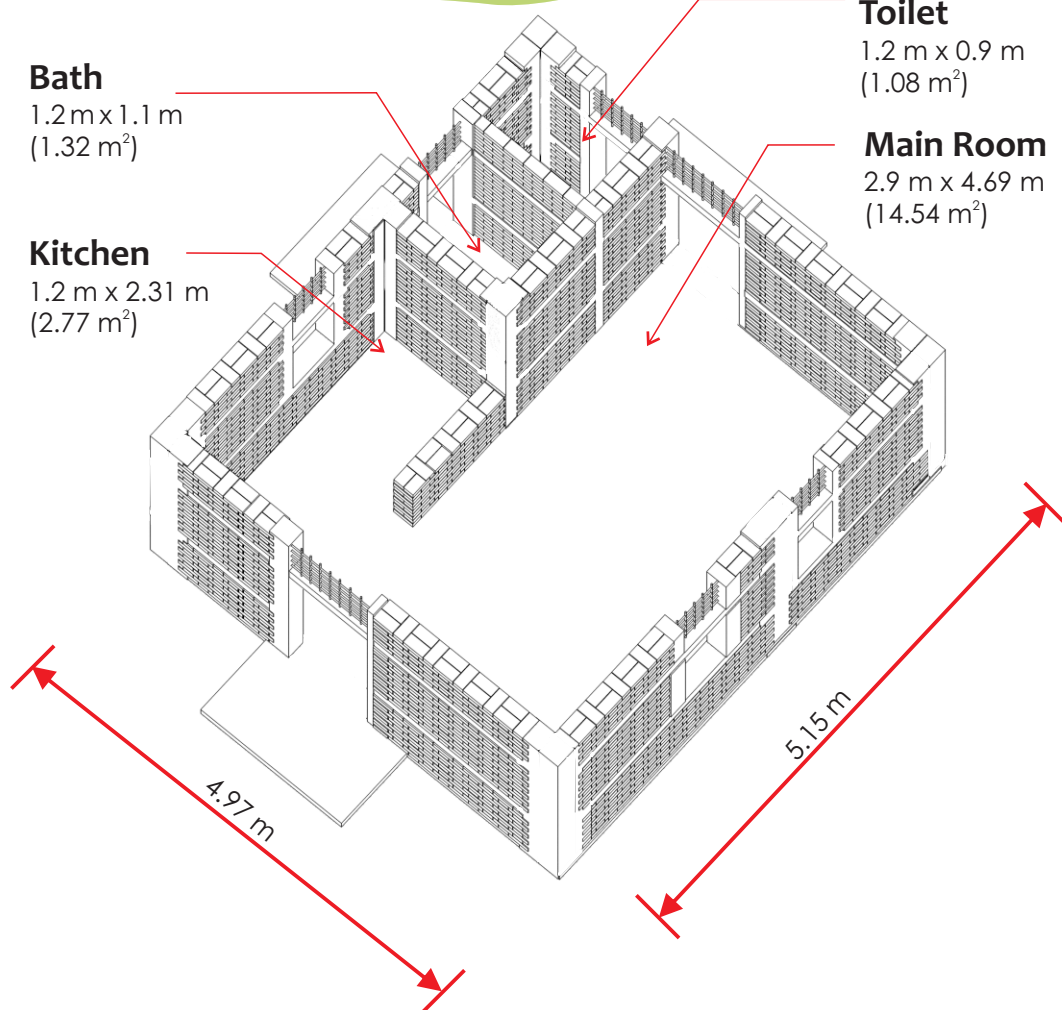 Toilet
1.2 m x 0.9 m
(1.08 m²)
Bath
1.2 m x 1.1 m
(1.32 m²)
Main Room
2.9 m x 4.69 m
(14.54 m²)
Kitchen
1.2 m x 2.31 m
(2.77 m²)
5.15 m
4.97 m